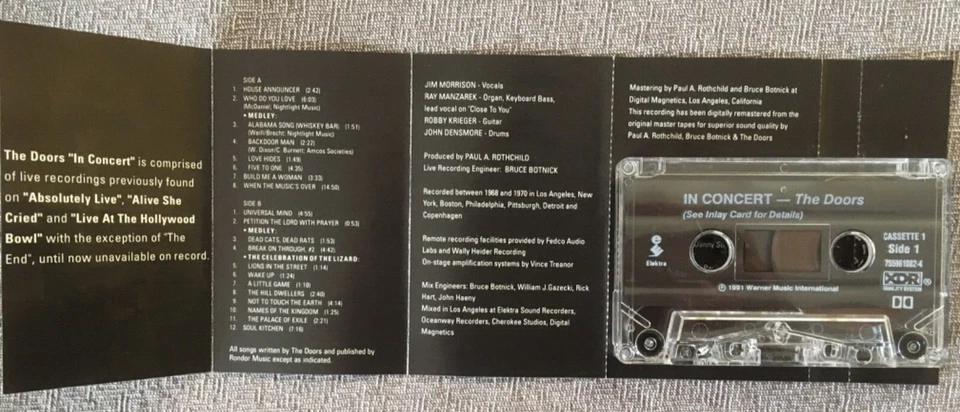 The Doors "In Concert" is comprised
of live recordings previously found
on "Absolutely Live", "Alive She
Cried" and "Live At The Hollywood
Bowl" with the exception of "The
End", until now unavailable on record.
SIDE A
1. HOUSE ANNOUNCER (2:42)
2. WHO DO YOU LOVE (6:03)
(McDaniel; Nightlight Music)
• MEDLEY:
3. ALABAMA SONG (WHISKEY BAR) (1:51)
(Weill/Bracht; Nightlight Music)
4. BACKDOOR MAN (2:22)
(W. Dixon/C. Burnett; Amcos Societies)
5. LOVE HIDES (1:49)
6. FIVE TO ONE (4:35)
7. BUILD ME A WOMAN (3:33)
8. WHEN THE MUSIC'S OVER (14:50)
SIDE B
1. UNIVERSAL MIND (4:55)
2. PETITION THE LORD WITH PRAYER (0:53)
• MEDLEY:
3. DEAD CATS, DEAD RATS (1:53)
4. BREAK ON THROUGH, #2 (4:42)
• THE CELEBRATION OF THE LIZARD:
5. LIONS IN THE STREET (1:14)
6. WAKE UP (1:24)
7. A LITTLE GAME (1:18)
8. THE HILL DWELLERS (2:40)
9. NOT TO TOUCH THE EARTH (4:14)
10. NAMES OF THE KINGDOM (1:25)
11. THE PALACE OF EXILE (2:21)
12. SOUL KITCHEN (7:16)
All songs written by The Doors and published by
Rondor Music except as indicated.
JIM MORRISON - Vocals
RAY MANZAREK - Organ, Keyboard Bass,
lead vocal on "Close To You"
ROBBY KRIEGER - Guitar
JOHN DENSMORE - Drums
Produced by PAUL A. ROTHCHILD
Live Recording Engineer: BRUCE BOTNICK
Recorded between 1968 and 1970 in Los Angeles, New
York, Boston, Philadelphia, Pittsburgh, Detroit and
Copenhagen
Remote recording facilities provided by Fedco Audio
Labs and Wally Heider Recording
On-stage amplification systems by Vince Treanor
Mix Engineers: Bruce Botnick, William J.Gazecki, Rick
Hart, John Haeny
Mixed in Los Angeles at Elektra Sound Recorders,
Oceanway Recorders, Cherokee Studios, Digital
Magnetics
Mastering by Paul A. Rothchild and Bruce Botnick at
Digital Magnetics, Los Angeles, California
This recording has been digitally remastered from the
original master tapes for superior sound quality by
Paul A. Rothchild, Bruce Botnick & The Doors
IN CONCERT — The Doors
(See Inlay Card for Details)
Elektra
CASSETTE 1
Side 1
755961082-4
XDR
QUALITY SYSTEM
℗ 1991 Warner Music International